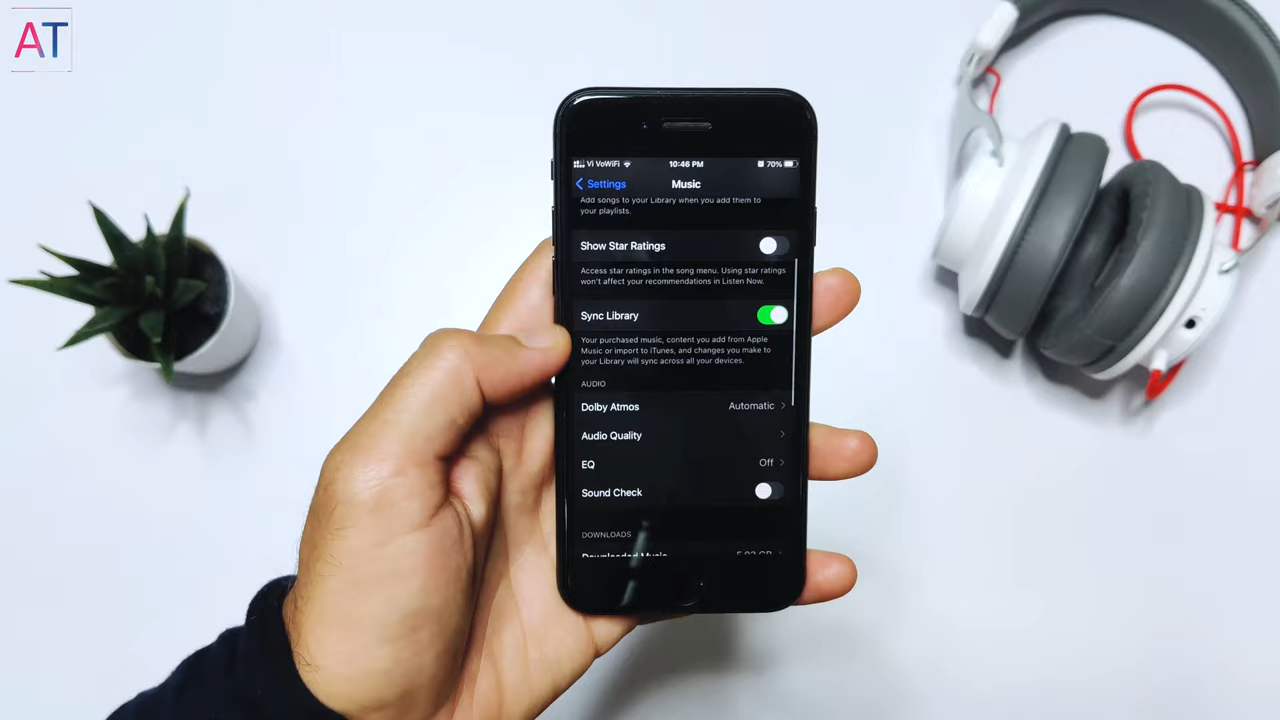 AT
Vi VoWiFi 10:46 PM 70%
Settings Music
Add songs to your Library when you add them to
your playlists.
Show Star Ratings
Access star ratings in the song menu. Using star ratings
won't affect your recommendations in Listen Now.
Sync Library
Your purchased music, content you add from Apple
Music or import to iTunes, and changes you make to
your Library will sync across all your devices.
AUDIO
Dolby Atmos Automatic
Audio Quality
EQ Off
Sound Check
DOWNLOADS
Downloaded Music